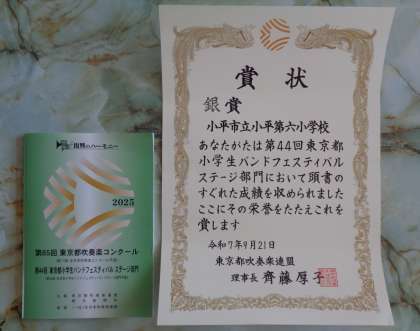 復興のハーモニー
2025
第65回 東京都吹奏楽コンクール
第44回 東京都小学生バンドフェスティバル ステージ部門
賞状
銀賞
小平市立小平第六小学校
あなたがたは第44回東京都
小学生バンドフェスティバル
ステージ部門において頭書の
すぐれた成績を収められました
ここにその栄誉をたたえこれを
賞します
令和7年9月21日
東京都吹奏楽連盟
理事長 齊藤厚子